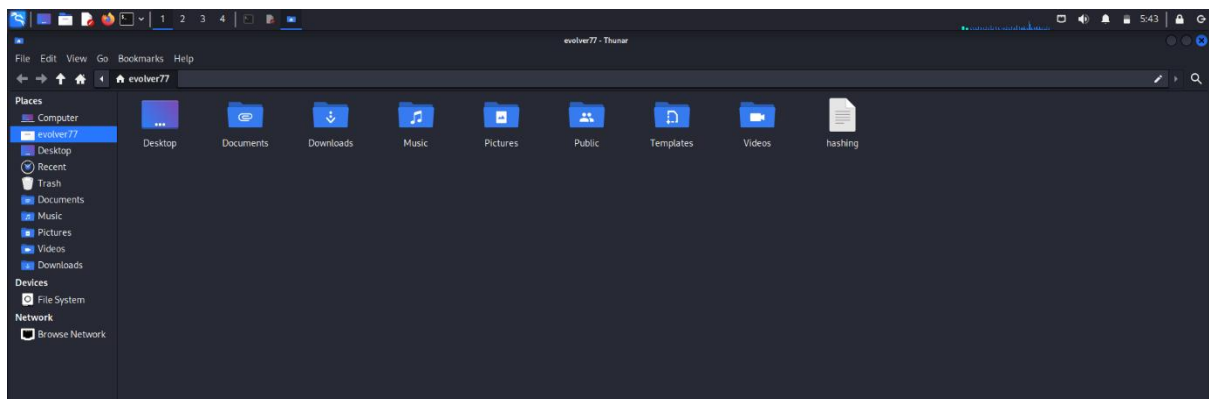 1 2 3 4 5:43
evolver77 - Thunar
File Edit View Go Bookmarks Help
evolver77
Places
Computer
evolver77
Desktop
Recent
Trash
Documents
Music
Pictures
Videos
Downloads
Devices
File System
Network
Browse Network
Desktop Documents Downloads Music Pictures Public Templates Videos hashing